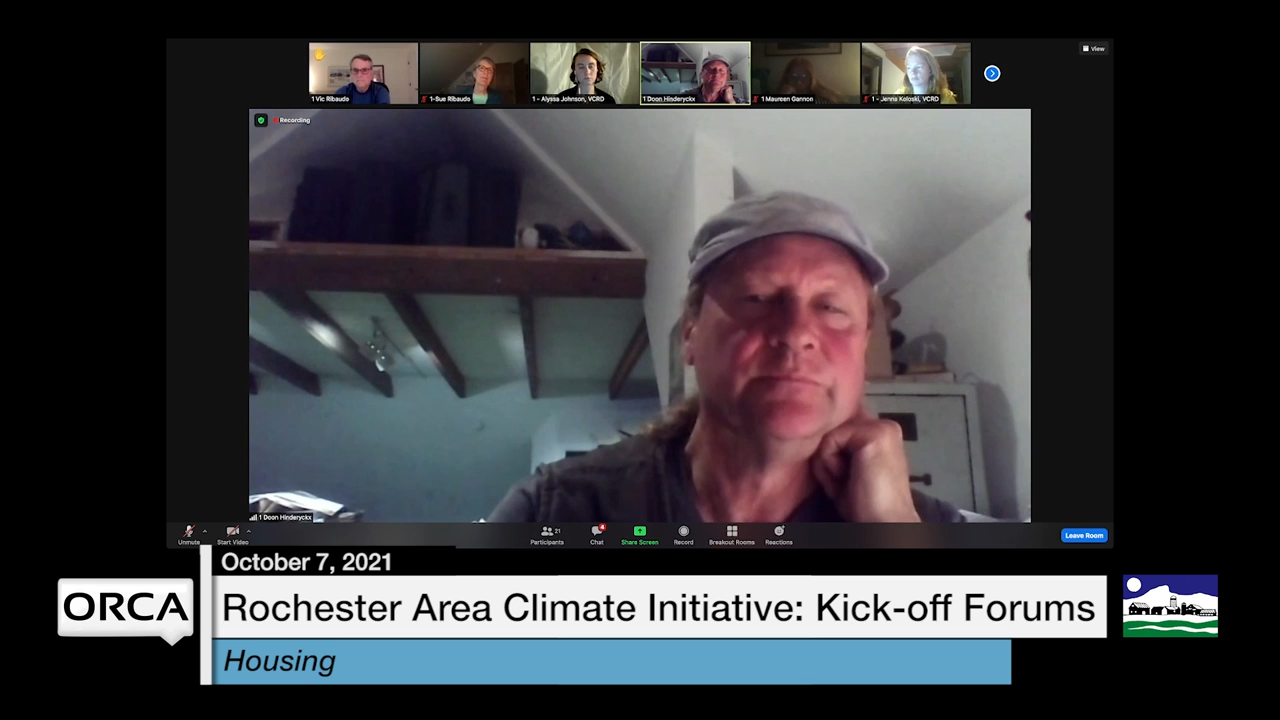 View
1 Vic Ribaudo
1-Sue Ribaudo
1 - Alyssa Johnson, VCRD
1 Doon Hinderyckx
1 Maureen Gannon
1 - Jenna Koloski, VCRD
Recording
1 Doon Hinderyckx
Unmute
Start Video
Participants
21
Chat
4
Share Screen
Record
Breakout Rooms
Reactions
Leave Room
October 7, 2021
ORCA
Rochester Area Climate Initiative: Kick-off Forums
Housing